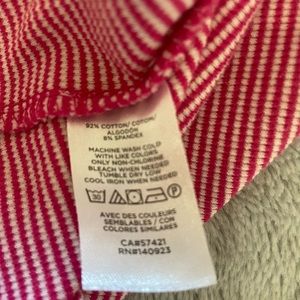 92% COTTON/ COTON/
ALGODÓN
8% SPANDEX
MACHINE WASH COLD
WITH LIKE COLORS
ONLY NON-CHLORINE
BLEACH WHEN NEEDED
TUMBLE DRY LOW
COOL IRON WHEN NEEDED
30 P
AVEC DES COULEURS
SEMBLABLES / CON
COLORES SIMILARES
CA#57421
RN#140923